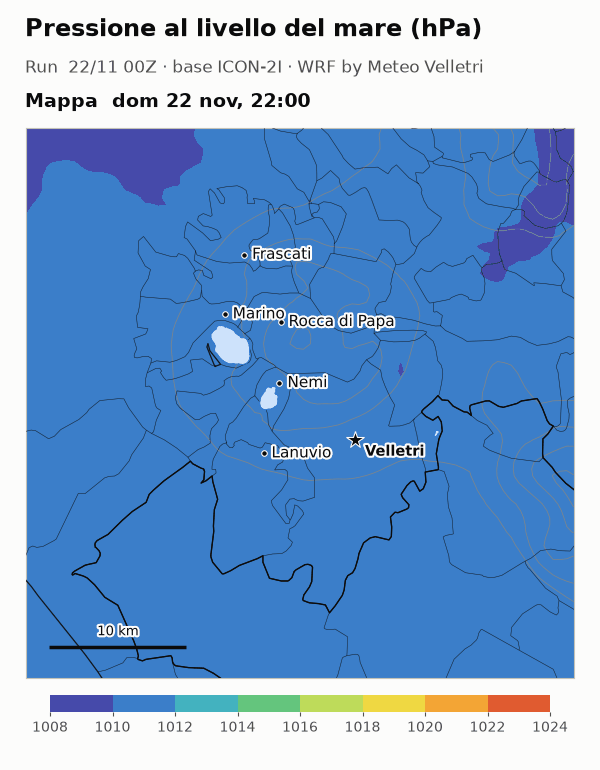 Pressione al livello del mare (hPa)
Run  22/11 00Z · base ICON-2I · WRF by Meteo Velletri
Mappa  dom 22 nov, 22:00
Frascati
Marino
Rocca di Papa
Nemi
Velletri
Lanuvio
10 km
1008 1010 1012 1014 1016 1018 1020 1022 1024